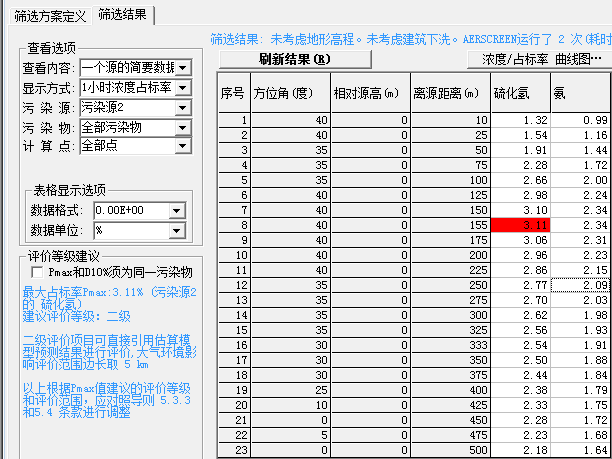 筛选方案定义 筛选结果
筛选结果: 未考虑地形高程。未考虑建筑下洗。AERSCREEN运行了 2 次(耗时
刷新结果(R) 浓度/占标率 曲线图…
查看选项
查看内容: 一个源的简要数据
显示方式: 1小时浓度占标率
污 染 源: 污染源2
污 染 物: 全部污染物
计 算 点: 全部点
表格显示选项
数据格式: 0.00E+00
数据单位: %
评价等级建议
Pmax和D10%须为同一污染物
最大占标率Pmax:3.11% (污染源2
的 硫化氢)
建议评价等级: 二级
二级评价项目可直接引用估算模
型预测结果进行评价,大气环境影
响评价范围边长取 5 km
以上根据Pmax值建议的评价等级
和评价范围, 应对照导则 5.3.3
和5.4 条款进行调整
序号 方位角(度) 相对源高(m) 离源距离(m) 硫化氢 氨
1 40 0 10 1.32 0.99
2 40 0 25 1.54 1.16
3 35 0 50 1.91 1.44
4 35 0 75 2.28 1.72
5 35 0 100 2.66 2.00
6 40 0 125 2.98 2.24
7 40 0 150 3.10 2.34
8 40 0 155 3.11 2.34
9 40 0 175 3.06 2.31
10 40 0 200 2.96 2.23
11 40 0 225 2.86 2.15
12 35 0 250 2.77 2.09
13 35 0 275 2.70 2.03
14 35 0 300 2.62 1.98
15 35 0 325 2.56 1.93
16 30 0 333 2.54 1.91
17 30 0 350 2.50 1.88
18 30 0 375 2.44 1.84
19 25 0 400 2.38 1.79
20 10 0 425 2.33 1.75
21 0 0 450 2.28 1.72
22 5 0 475 2.23 1.68
23 0 0 500 2.18 1.64